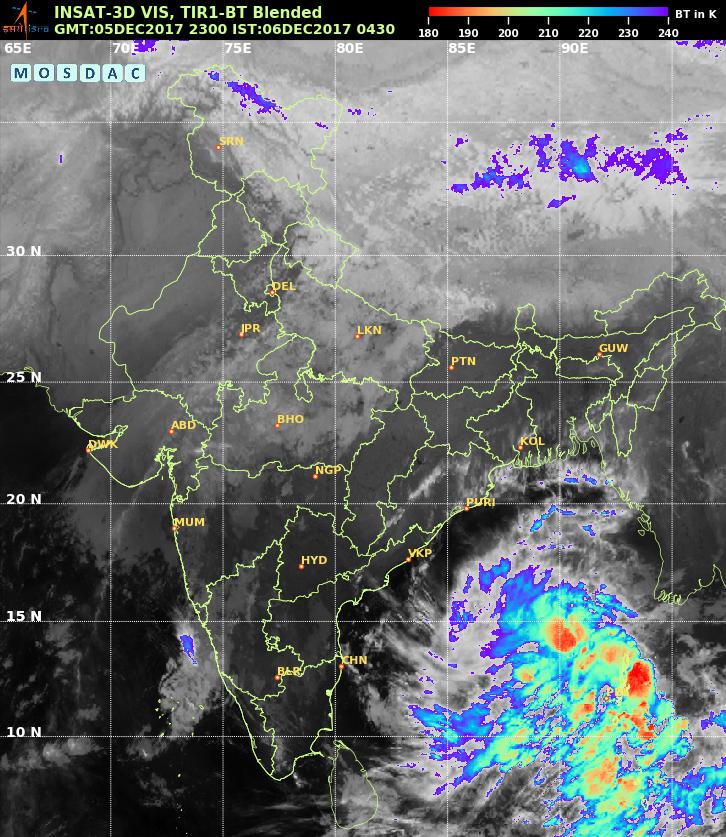 INSAT-3D VIS, TIR1-BT Blended
GMT:05DEC2017 2300 IST:06DEC2017 0430
BT in K
180 190 200 210 220 230 240
65E 70E 75E 80E 85E 90E
M O S D A C
SRN
30 N
DEL
JPR LKN
GUW
PTN
25 N
ABD BHO
DWK KOL
NGP
20 N PURI
MUM
VKP
HYD
15 N
CHN
BLR
10 N